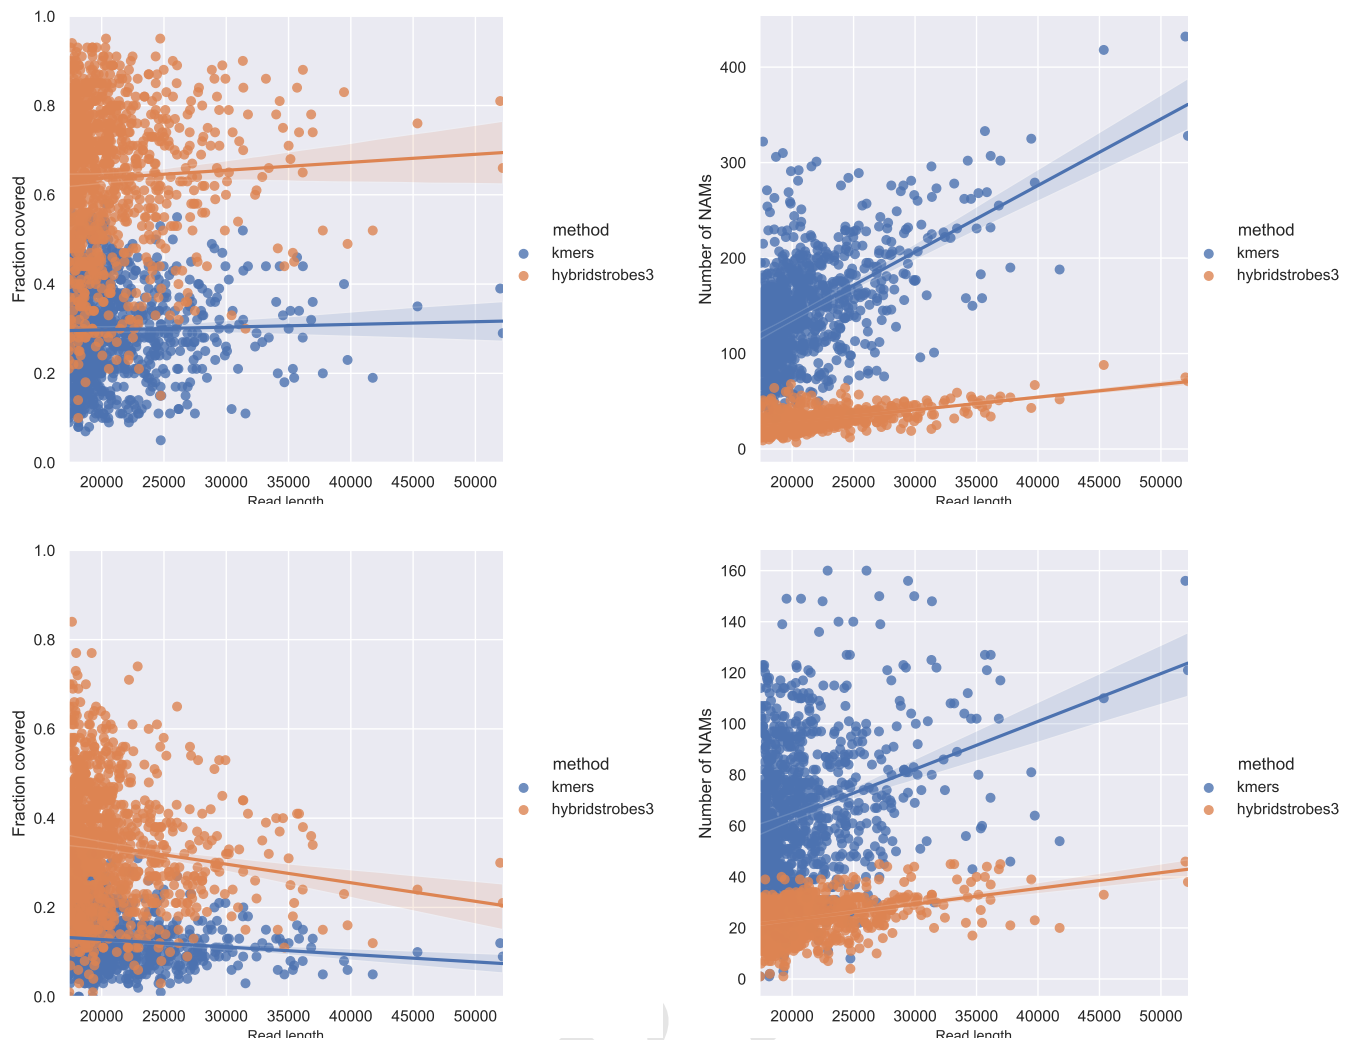 1.0
0.8
0.6
0.4
0.2
0.0
Fraction covered
20000 25000 30000 35000 40000 45000 50000
Read length
method
kmers
hybridstrobes3
400
300
200
100
0
Number of NAMs
20000 25000 30000 35000 40000 45000 50000
Read length
method
kmers
hybridstrobes3
1.0
0.8
0.6
0.4
0.2
0.0
Fraction covered
20000 25000 30000 35000 40000 45000 50000
Read length
method
kmers
hybridstrobes3
160
140
120
100
80
60
40
20
0
Number of NAMs
20000 25000 30000 35000 40000 45000 50000
Read length
method
kmers
hybridstrobes3